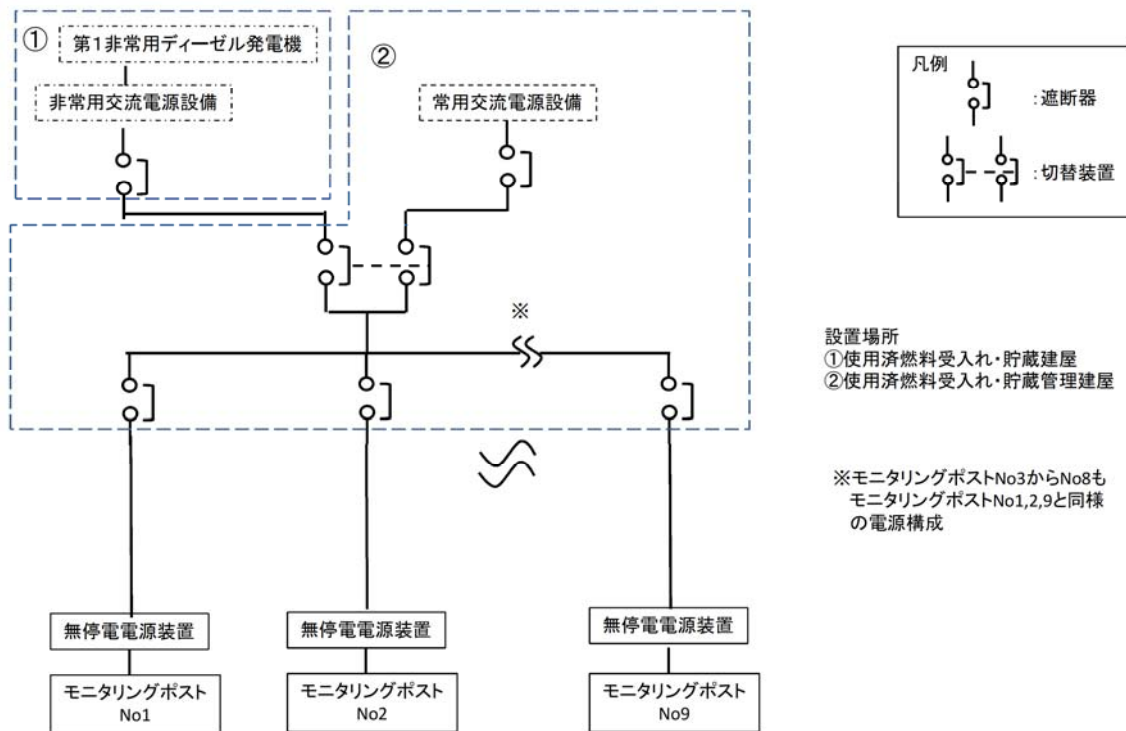 ①
第1非常用ディーゼル発電機
非常用交流電源設備
②
常用交流電源設備
凡例
:遮断器
:切替装置
※
設置場所
①使用済燃料受入れ・貯蔵建屋
②使用済燃料受入れ・貯蔵管理建屋
※モニタリングポストNo3からNo8も
モニタリングポストNo1,2,9と同様
の電源構成
無停電電源装置
無停電電源装置
無停電電源装置
モニタリングポスト
No1
モニタリングポスト
No2
モニタリングポスト
No9